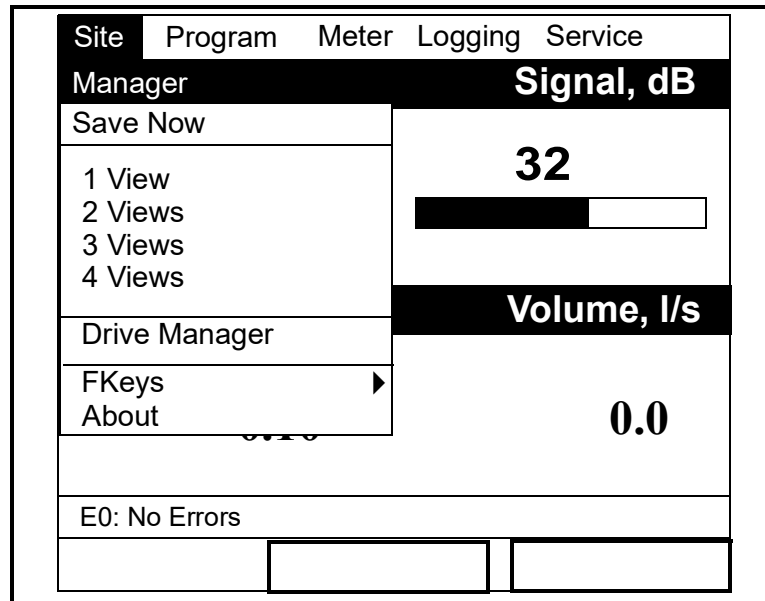 Site Program Meter Logging Service
Manager Signal, dB
Save Now
32
1 View
2 Views
3 Views
4 Views
Volume, l/s
Drive Manager
FKeys
About
0.0
E0: No Errors